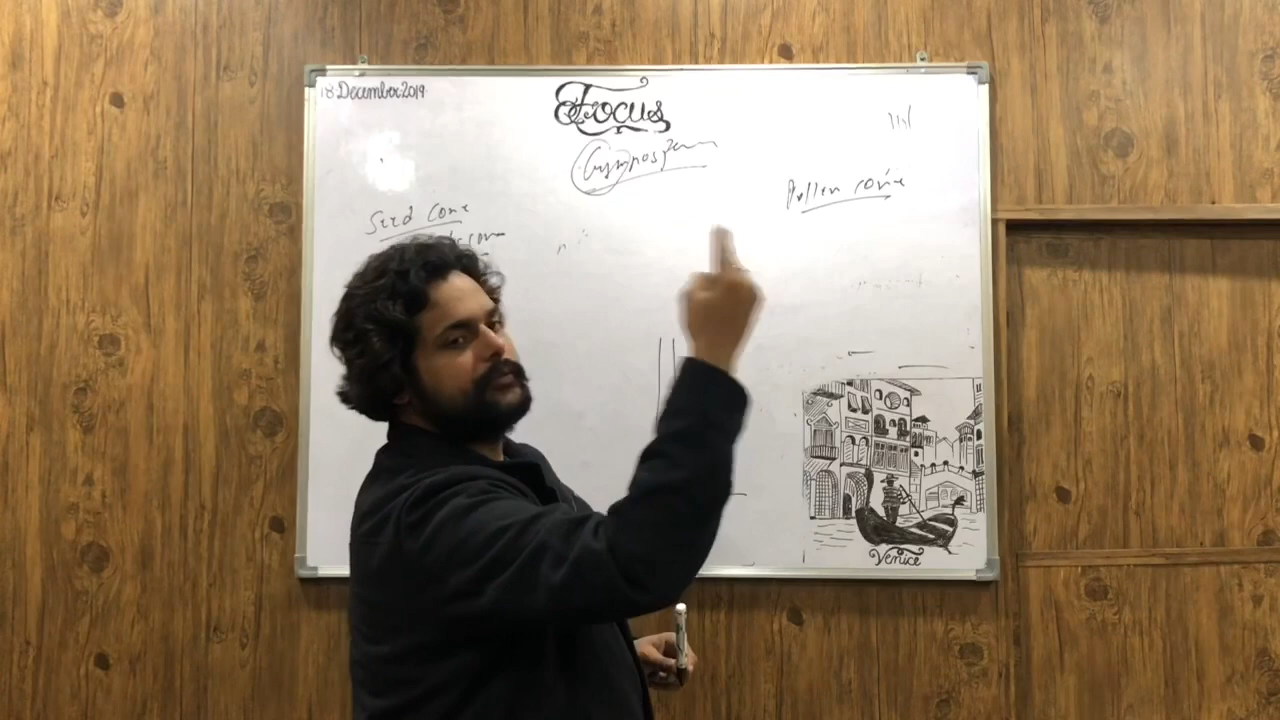 18 December 2019
Focus
Gymnosperm
Pollen cone
Seed cone
Venice